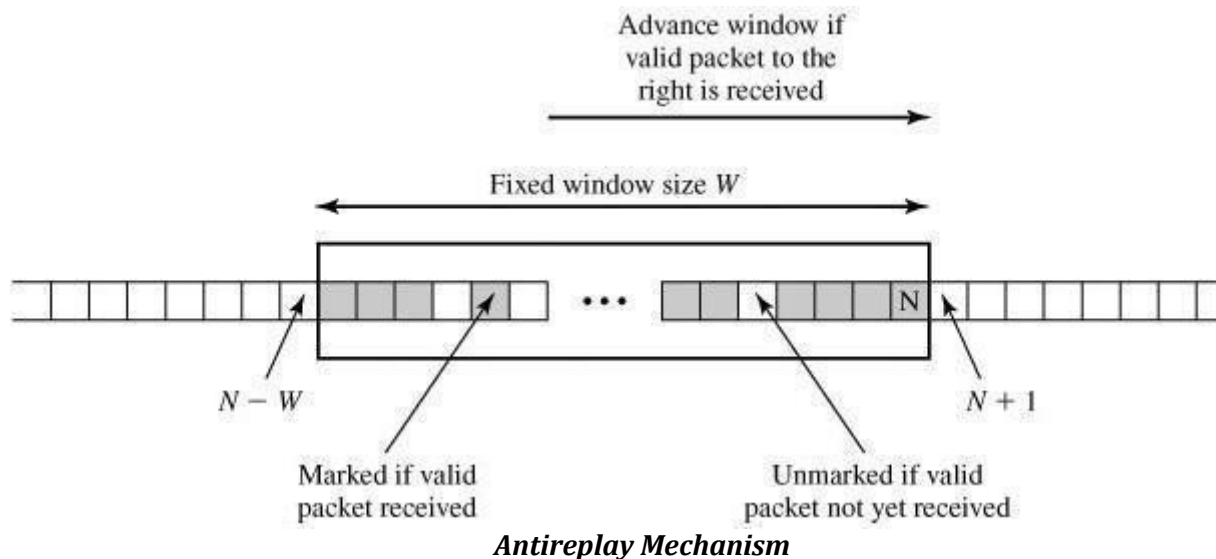 Advance window if
valid packet to the
right is received
Fixed window size W
•••
N
N − W
N + 1
Marked if valid
packet received
Unmarked if valid
packet not yet received
Antireplay Mechanism